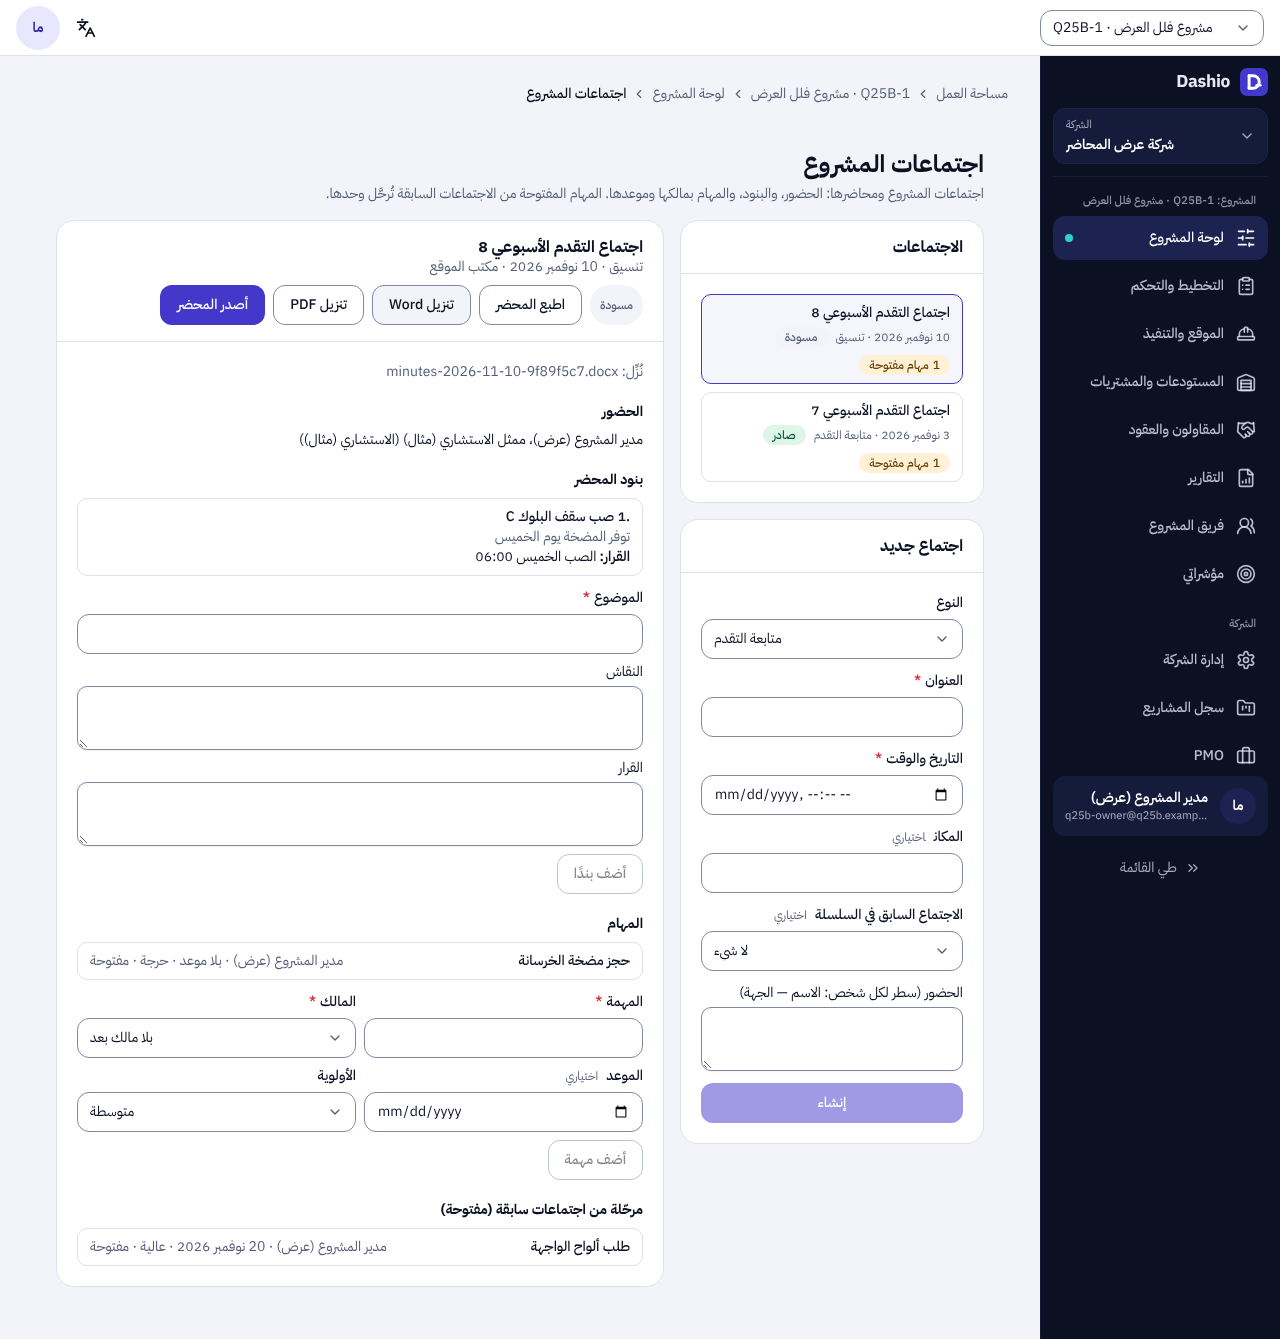 مشروع فلل العرض · Q25B-1
ما
Dashio
الشركة
شركة عرض المحاضر
المشروع: Q25B-1 · مشروع فلل العرض
لوحة المشروع
التخطيط والتحكم
الموقع والتنفيذ
المستودعات والمشتريات
المقاولون والعقود
التقارير
فريق المشروع
مؤشراتي
الشركة
إدارة الشركة
سجل المشاريع
PMO
ما
مدير المشروع (عرض)
q25b-owner@q25b.examp...
طي القائمة
مساحة العمل
Q25B-1 · مشروع فلل العرض
لوحة المشروع
اجتماعات المشروع
اجتماعات المشروع
اجتماعات المشروع ومحاضرها: الحضور، والبنود، والمهام بمالكها وموعدها. المهام المفتوحة من الاجتماعات السابقة تُرحَّل وحدها.
الاجتماعات
اجتماع التقدم الأسبوعي 8
10 نوفمبر 2026 · تنسيق
مسودة
1 مهام مفتوحة
اجتماع التقدم الأسبوعي 7
3 نوفمبر 2026 · متابعة التقدم
صادر
1 مهام مفتوحة
اجتماع جديد
النوع
متابعة التقدم
العنوان *
التاريخ والوقت *
mm/dd/yyyy, --:-- --
المكان اختياري
الاجتماع السابق في السلسلة اختياري
لا شيء
الحضور (سطر لكل شخص: الاسم — الجهة)
إنشاء
اجتماع التقدم الأسبوعي 8
تنسيق · 10 نوفمبر 2026 · مكتب الموقع
مسودة
اطبع المحضر
تنزيل Word
تنزيل PDF
أصدر المحضر
نُزِّل: minutes-2026-11-10-9f89f5c7.docx
الحضور
مدير المشروع (عرض)، ممثل الاستشاري (مثال) (الاستشاري (مثال))
بنود المحضر
1. صب سقف البلوك C
توفر المضخة يوم الخميس
القرار: الصب الخميس 06:00
الموضوع *
النقاش
القرار
أضف بندًا
المهام
حجز مضخة الخرسانة
مدير المشروع (عرض) · بلا موعد · حرجة · مفتوحة
المهمة *
المالك *
بلا مالك بعد
الموعد اختياري
الأولوية
mm/dd/yyyy
متوسطة
أضف مهمة
مرحّلة من اجتماعات سابقة (مفتوحة)
طلب ألواح الواجهة
مدير المشروع (عرض) · 20 نوفمبر 2026 · عالية · مفتوحة